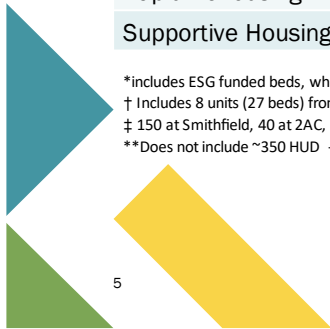 Supportive Housing
*includes ESG funded beds, wh
† Includes 8 units (27 beds) fror
‡ 150 at Smithfield, 40 at 2AC,
**Does not include ~350 HUD
5